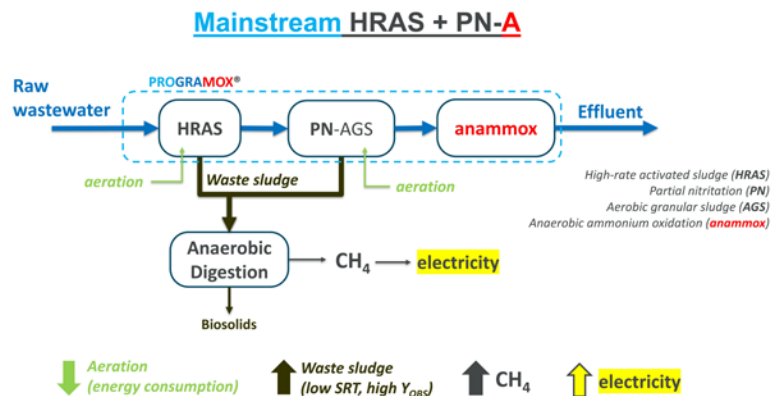 Mainstream HRAS + PN-A
PROGRAMOX®
Raw
wastewater
HRAS
PN-AGS
anammox
Effluent
aeration
Waste sludge
aeration
High-rate activated sludge (HRAS)
Partial nitritation (PN)
Aerobic granular sludge (AGS)
Anaerobic ammonium oxidation (anammox)
Anaerobic
Digestion
CH₄
electricity
Biosolids
Aeration
(energy consumption)
Waste sludge
(low SRT, high Y_OBS)
CH₄
electricity